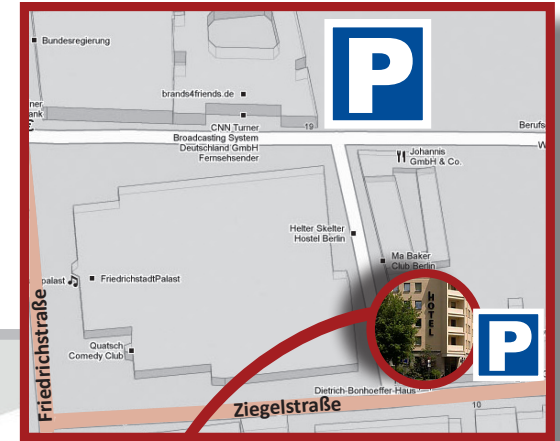 Bundesregierung
P
brands4friends.de
CNN Turner
Broadcasting System
Deutschland GmbH
Fernsehsender
19
Berufs
W
Johannis
GmbH & Co.
Helter Skelter
Hostel Berlin
Ma Baker
Club Berlin
palast
FriedrichstadtPalast
HOTEL
Friedrichstraße
Quatsch
Comedy Club
P
Dietrich-Bonhoeffer-Haus
Ziegelstraße
10